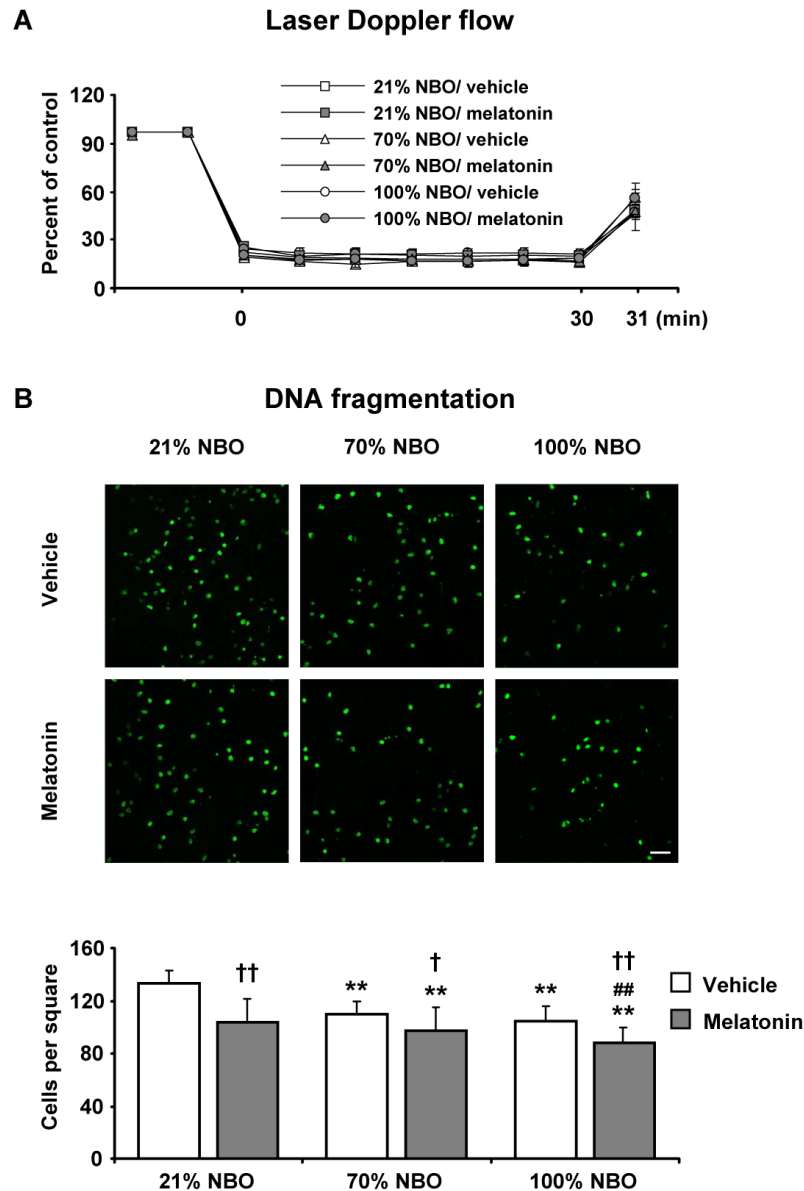 A
Laser Doppler flow
Percent of control
120
90
60
30
0
21% NBO/ vehicle
21% NBO/ melatonin
70% NBO/ vehicle
70% NBO/ melatonin
100% NBO/ vehicle
100% NBO/ melatonin
0 30 31 (min)
B
DNA fragmentation
21% NBO 70% NBO 100% NBO
Vehicle
Melatonin
Cells per square
160
120
80
40
0
††
**
†
**
**
††
##
**
Vehicle
Melatonin
21% NBO 70% NBO 100% NBO